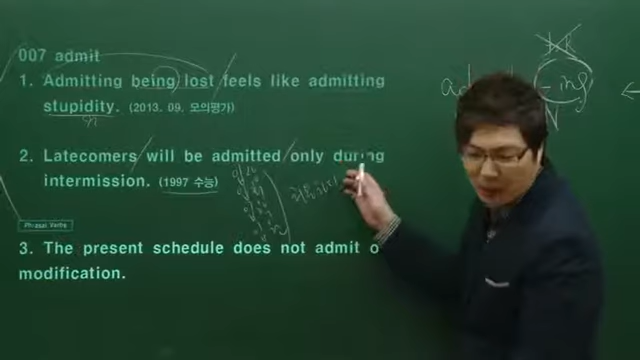 007 admit
1. Admitting being lost feels like admitting
stupidity. (2013. 09. 모의평가)
2. Latecomers will be admitted only during
intermission. (1997 수능)
Phrasal Verbs
3. The present schedule does not admit o
modification.
ing
N